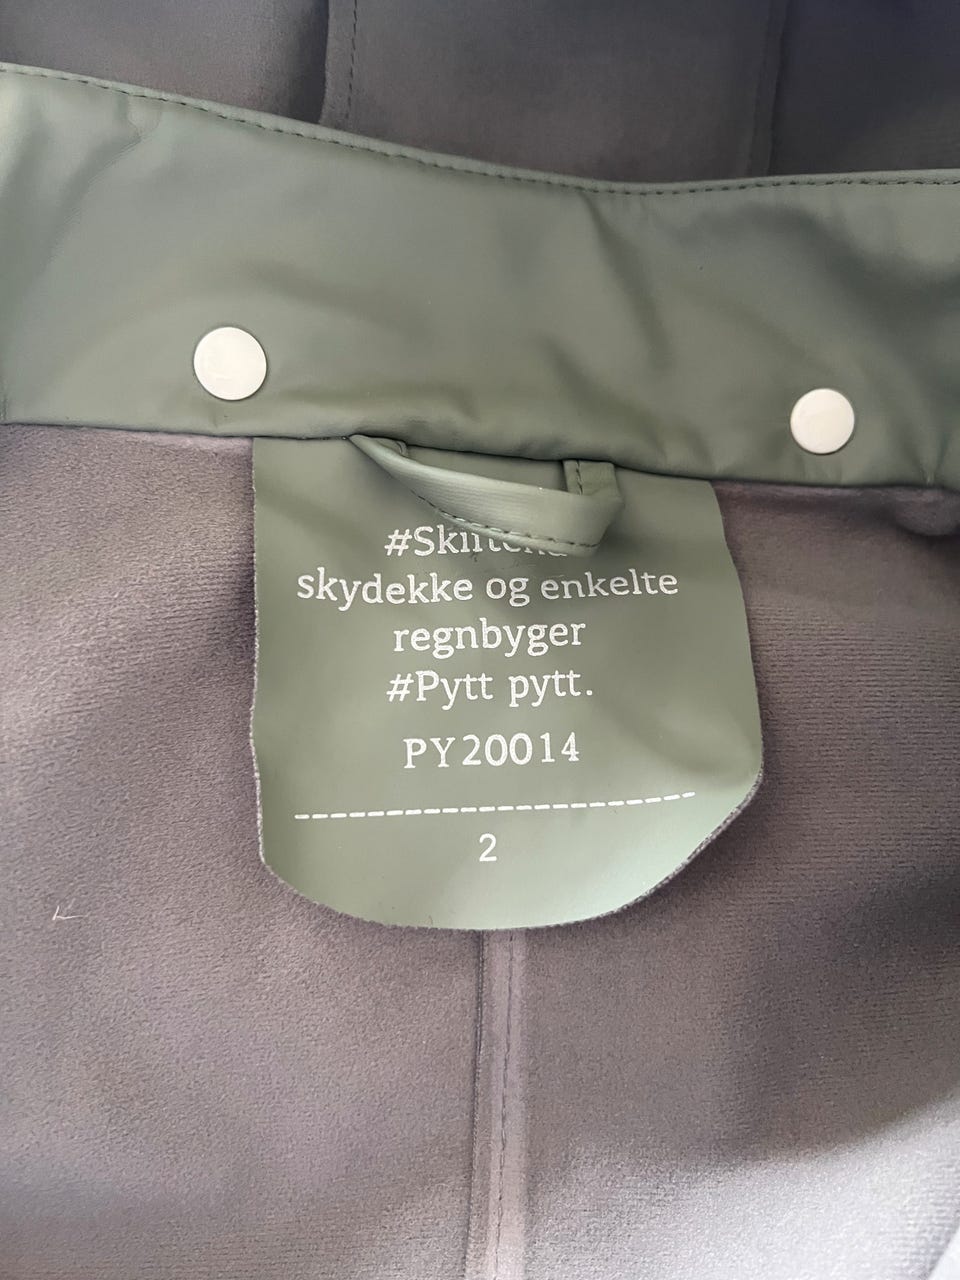 skydekke og enkelte
regnbyger
#Pytt pytt.
PY20014
2